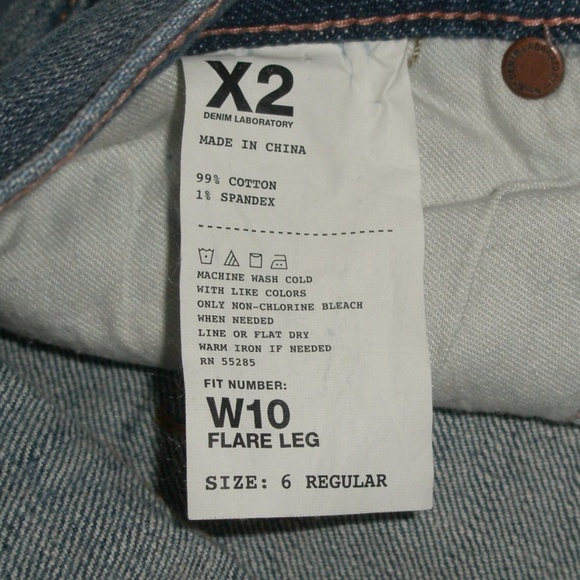 X2
DENIM LABORATORY
MADE IN CHINA
99% COTTON
1% SPANDEX
MACHINE WASH COLD
WITH LIKE COLORS
ONLY NON-CHLORINE BLEACH
WHEN NEEDED
LINE OR FLAT DRY
WARM IRON IF NEEDED
RN 55285
FIT NUMBER:
W10
FLARE LEG
SIZE: 6 REGULAR